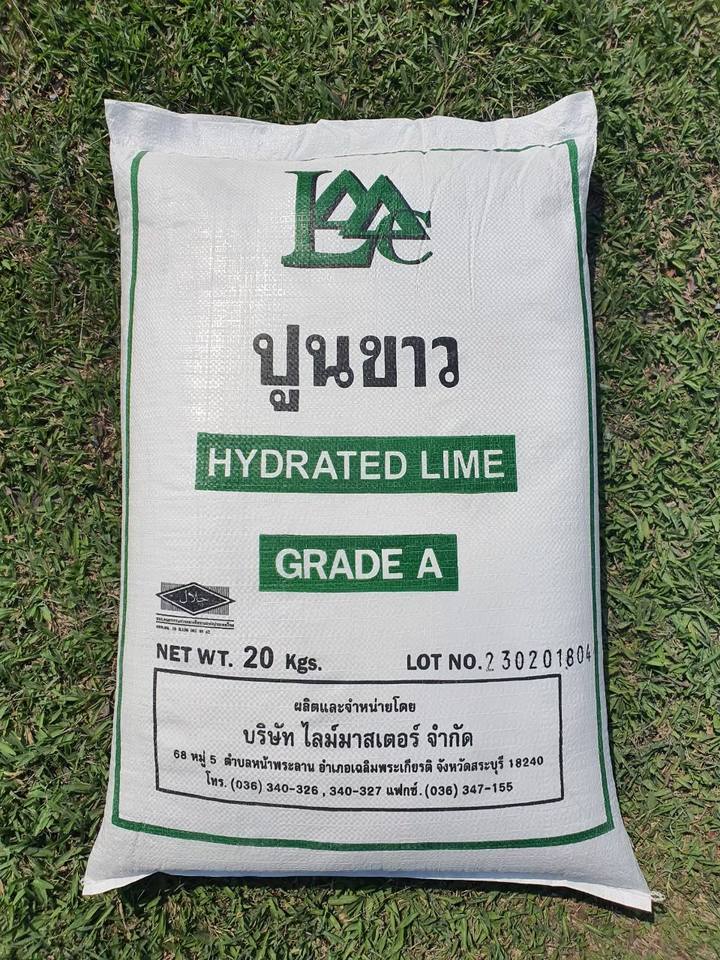 LMC
ปูนขาว
HYDRATED LIME
GRADE A
NET WT. 20 Kgs.
LOT NO. 230201804
ผลิตและจำหน่ายโดย
บริษัท ไลม์มาสเตอร์ จำกัด
68 หมู่ 5 ตำบลหน้าพระลาน อำเภอเฉลิมพระเกียรติ จังหวัดสระบุรี 18240
โทร. (036) 340-326 , 340-327 แฟกซ์. (036) 347-155